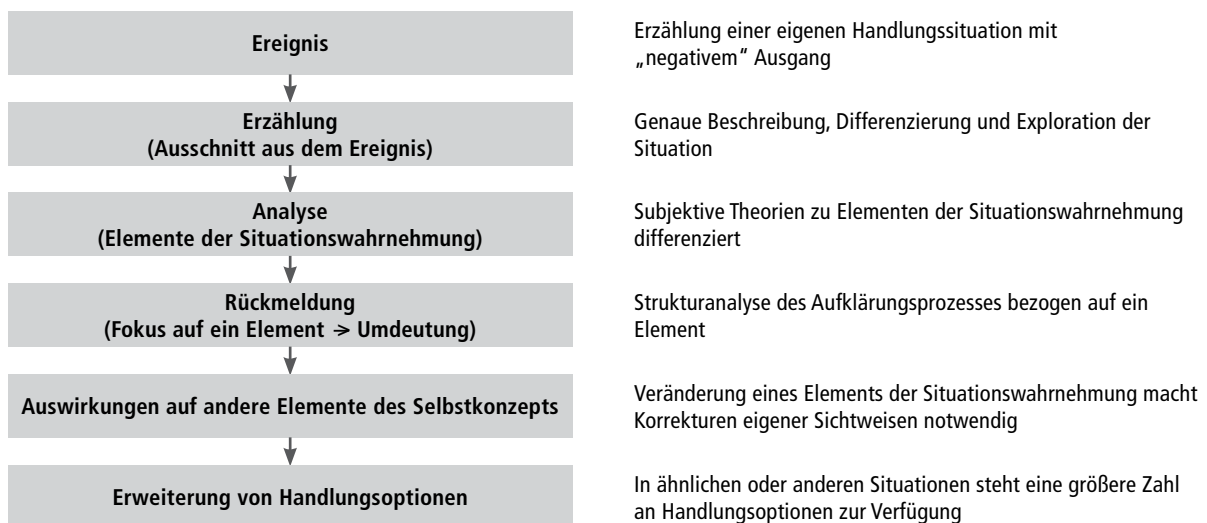 Ereignis
Erzählung einer eigenen Handlungssituation mit
„negativem“ Ausgang
Erzählung
(Ausschnitt aus dem Ereignis)
Genaue Beschreibung, Differenzierung und Exploration der
Situation
Analyse
(Elemente der Situationswahrnehmung)
Subjektive Theorien zu Elementen der Situationswahrnehmung
differenziert
Rückmeldung
(Fokus auf ein Element → Umdeutung)
Strukturanalyse des Aufklärungsprozesses bezogen auf ein
Element
Auswirkungen auf andere Elemente des Selbstkonzepts
Veränderung eines Elements der Situationswahrnehmung macht
Korrekturen eigener Sichtweisen notwendig
Erweiterung von Handlungsoptionen
In ähnlichen oder anderen Situationen steht eine größere Zahl
an Handlungsoptionen zur Verfügung